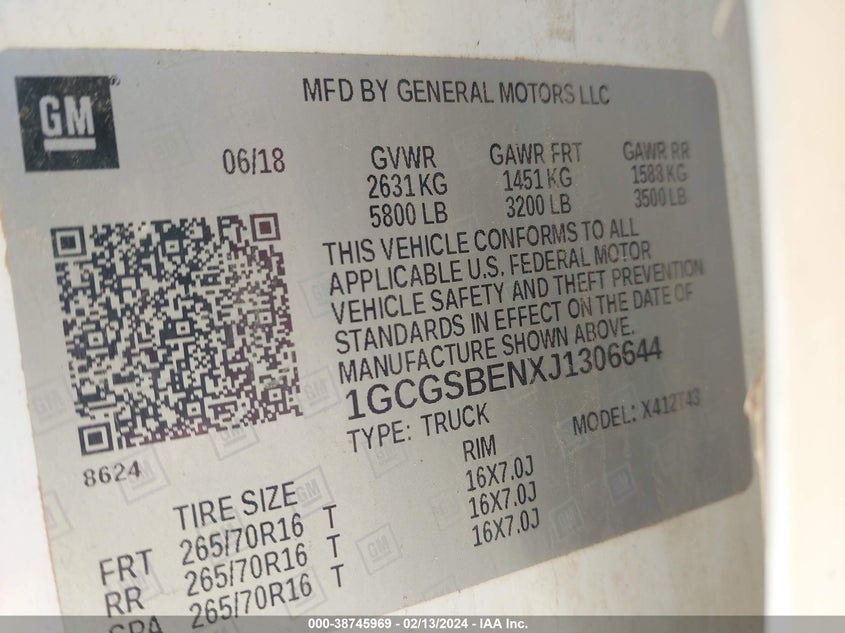 GM
MFD BY GENERAL MOTORS LLC
06/18
GVWR GAWR FRT GAWR RR
2631 KG 1451 KG 1588 KG
5800 LB 3200 LB 3500 LB
THIS VEHICLE CONFORMS TO ALL
APPLICABLE U.S. FEDERAL MOTOR
VEHICLE SAFETY AND THEFT PREVENTION
STANDARDS IN EFFECT ON THE DATE OF
MANUFACTURE SHOWN ABOVE.
1GCGSBENXJ1306644
TYPE: TRUCK MODEL: X412T43
8624
TIRE SIZE RIM
FRT 265/70R16 T 16X7.0J
RR 265/70R16 T 16X7.0J
SPA 265/70R16 T 16X7.0J
000-38745969 - 02/13/2024 - IAA Inc.